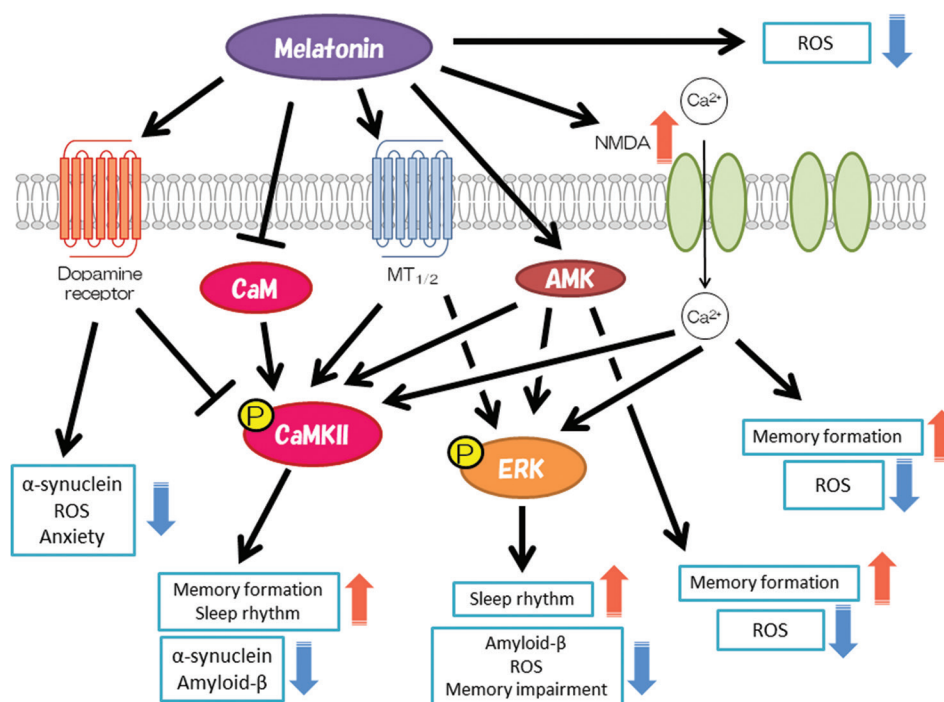 Melatonin
ROS
Ca²⁺
NMDA
Dopamine
receptor
CaM
MT₁/₂
AMK
Ca²⁺
P
CaMKII
P
ERK
Memory formation
ROS
α-synuclein
ROS
Anxiety
Memory formation
Sleep rhythm
α-synuclein
Amyloid-β
Sleep rhythm
Amyloid-β
ROS
Memory impairment
Memory formation
ROS